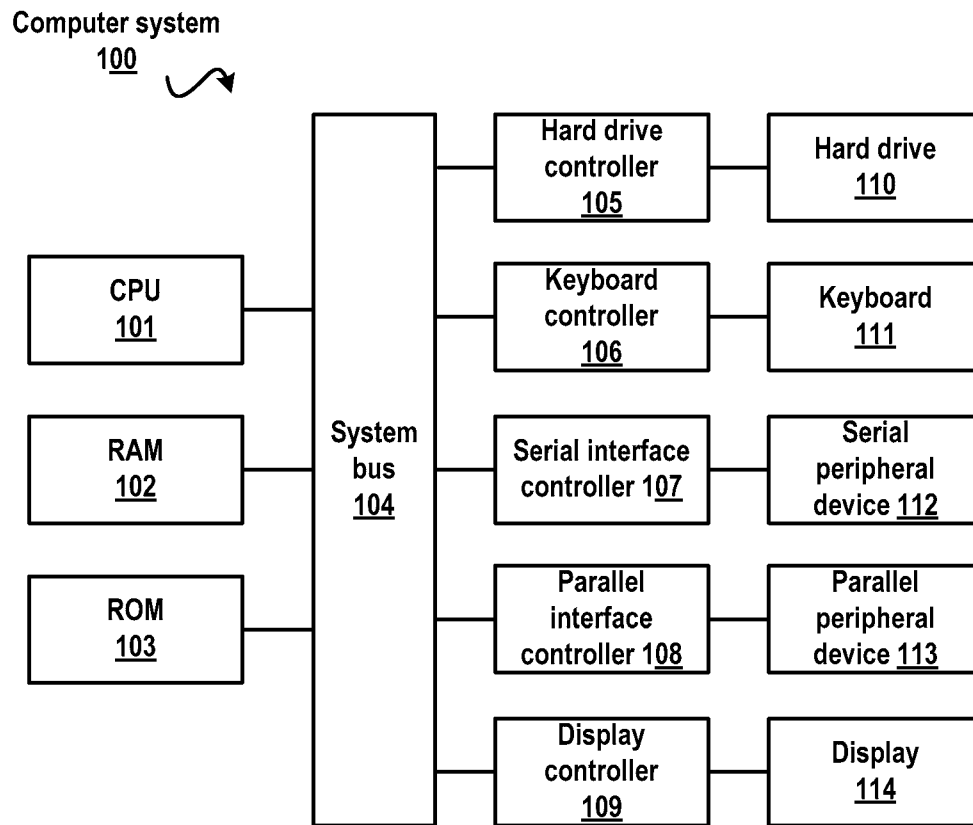 Computer system
100
Hard drive
controller
105
Hard drive
110
CPU
101
Keyboard
controller
106
Keyboard
111
RAM
102
System
bus
104
Serial interface
controller 107
Serial
peripheral
device 112
ROM
103
Parallel
interface
controller 108
Parallel
peripheral
device 113
Display
controller
109
Display
114